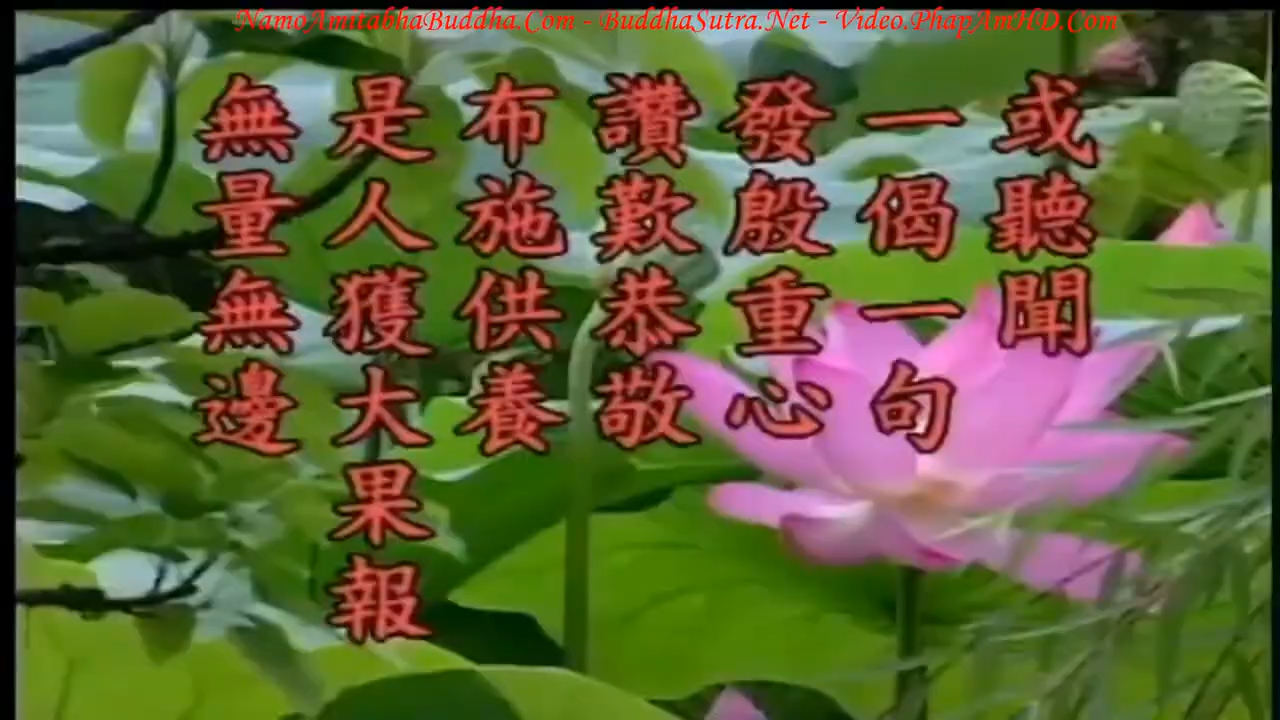 NamoAmitabhaBuddha.Com - BuddhaSutra.Net - Video.PhapAmHD.Com
或聽聞
一偈一句
發殷重心
讚歎恭敬
布施供養
是人獲大果報
無量無邊